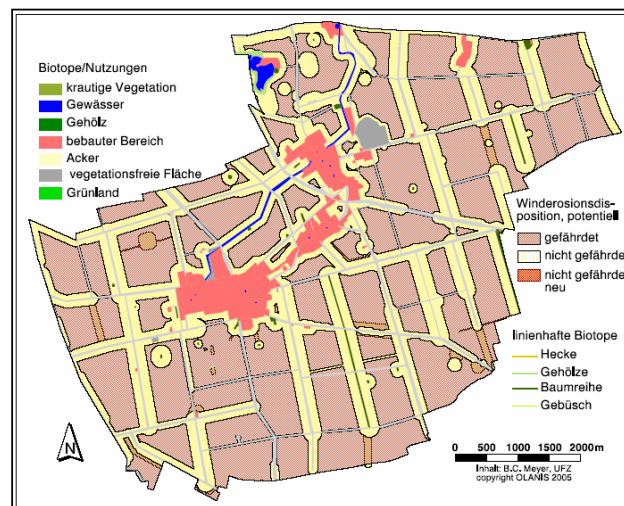 Biotope/Nutzungen
krautige Vegetation
Gewässer
Gehölz
bebauter Bereich
Acker
vegetationsfreie Fläche
Grünland
Winderosionsdis-
position, potentiell
gefährdet
nicht gefährde
nicht gefährde
neu
linienhafte Biotope
Hecke
Gehölze
Baumreihe
Gebüsch
N
0 500 1000 1500 2000m
Inhalt: B.C. Meyer, UFZ
copyright OLANIS 2005